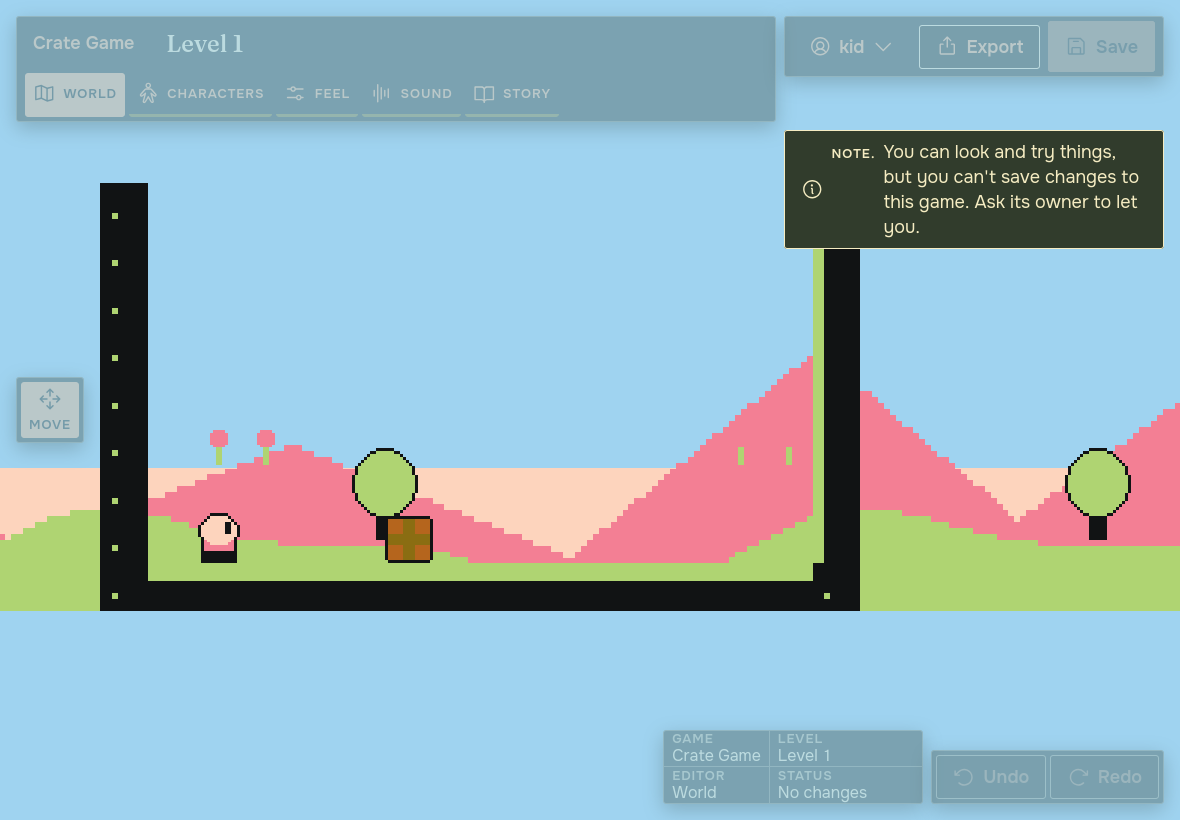 Crate Game
Level 1
kid
Export
Save
WORLD
CHARACTERS
FEEL
SOUND
STORY
NOTE. You can look and try things,
but you can't save changes to
this game. Ask its owner to let
you.
MOVE
GAME
Crate Game
LEVEL
Level 1
EDITOR
World
STATUS
No changes
Undo
Redo